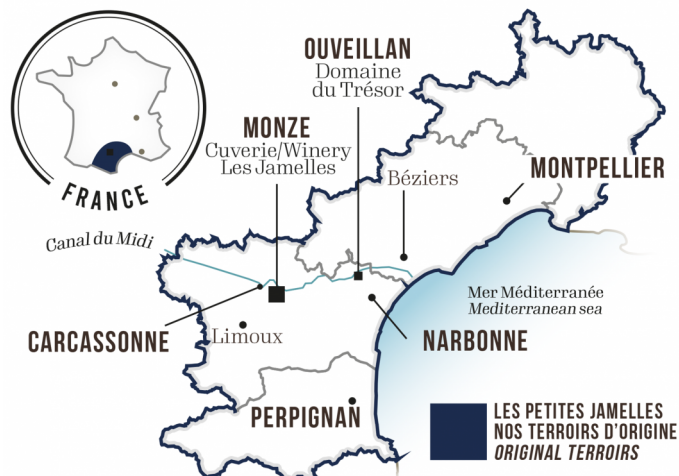 FRANCE
OUVEILLAN
Domaine
du Trésor
MONZE
Cuverie/Winery
Les Jamelles
Béziers
MONTPELLIER
Canal du Midi
Mer Méditerranée
Mediterranean sea
CARCASSONNE
Limoux
NARBONNE
PERPIGNAN
LES PETITES JAMELLES
NOS TERROIRS D'ORIGINE
ORIGINAL TERROIRS